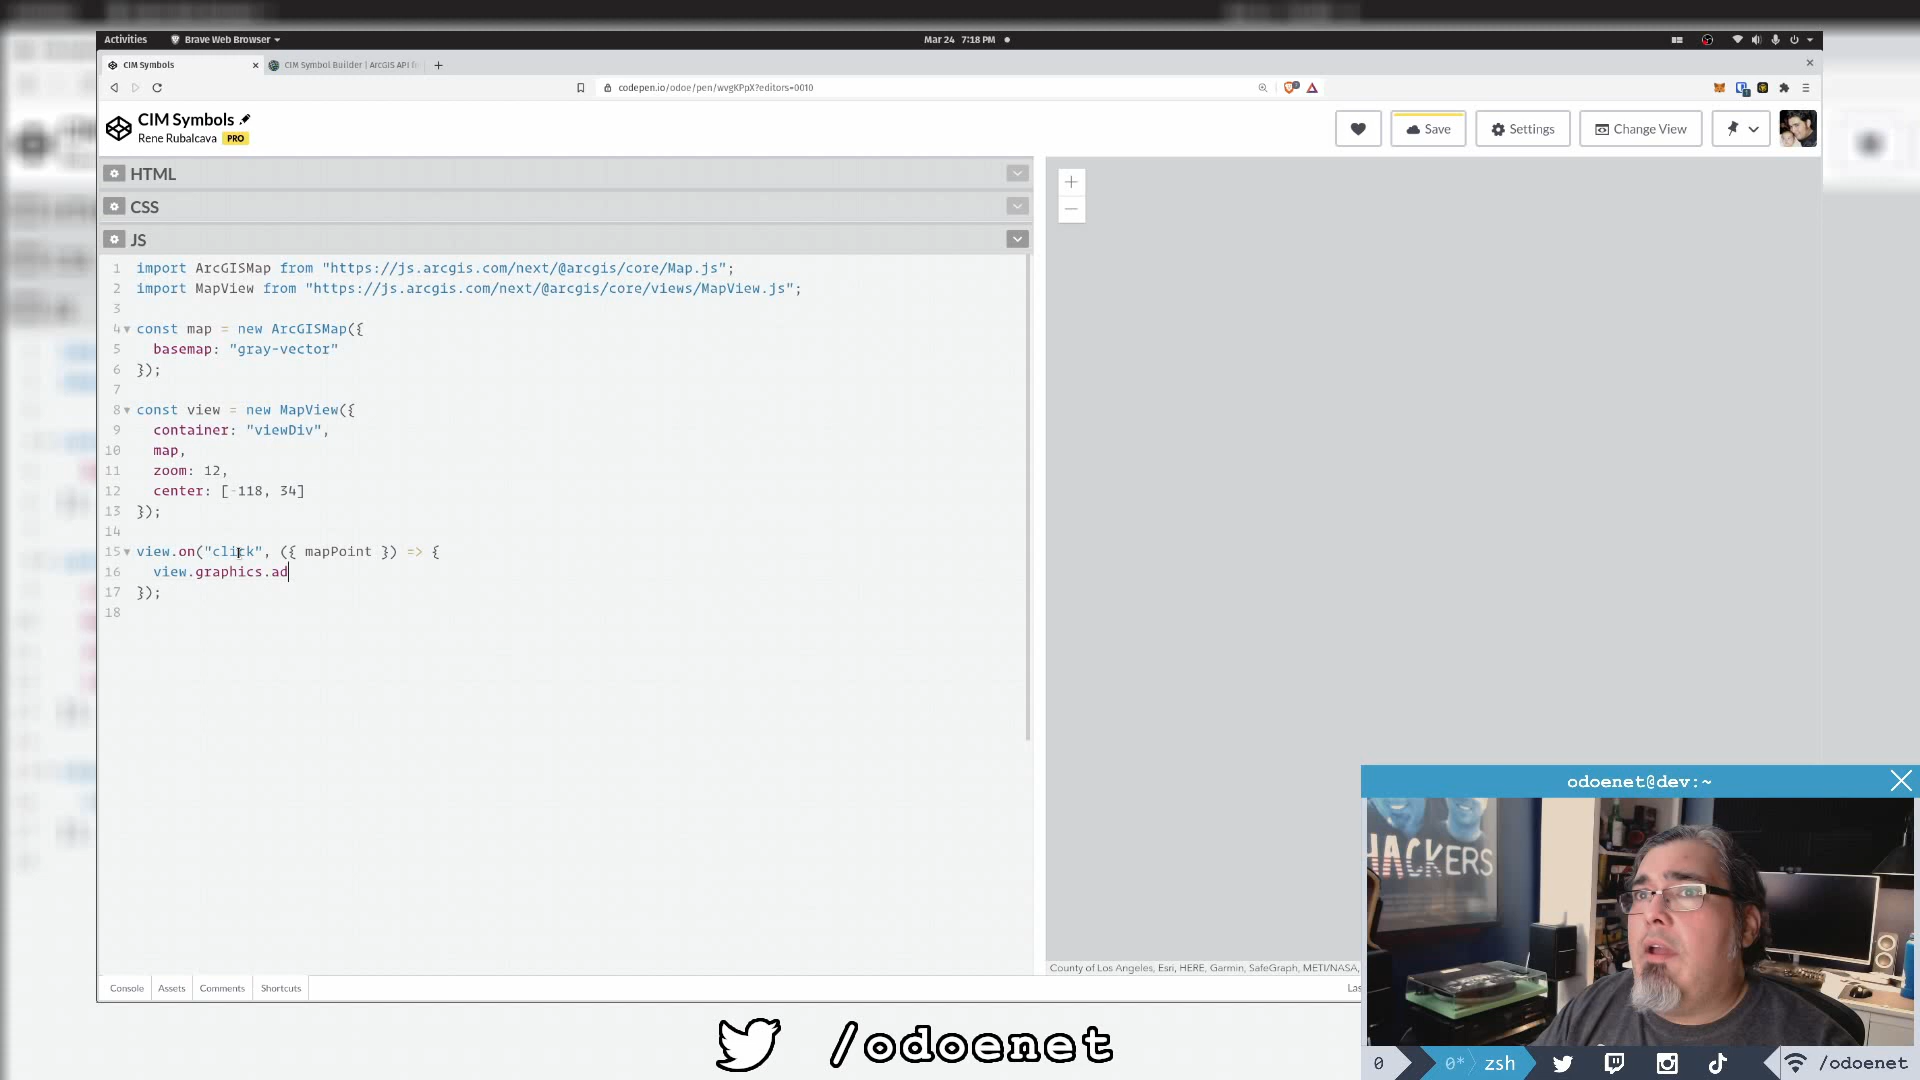 Activities
Brave Web Browser
Mar 24 7:18 PM
CIM Symbols
CIM Symbol Builder | ArcGIS API f
codepen.io/odoe/pen/wvgKPpX?editors=0010
CIM Symbols
Rene Rubalcava PRO
Save
Settings
Change View
HTML
CSS
JS
1 import ArcGISMap from "https://js.arcgis.com/next/@arcgis/core/Map.js";
2 import MapView from "https://js.arcgis.com/next/@arcgis/core/views/MapView.js";
3
4 const map = new ArcGISMap({
5 basemap: "gray-vector"
6 });
7
8 const view = new MapView({
9 container: "viewDiv",
10 map,
11 zoom: 12,
12 center: [-118, 34]
13 });
14
15 view.on("click", ({ mapPoint }) => {
16 view.graphics.ad
17 });
18
County of Los Angeles, Esri, HERE, Garmin, SafeGraph, METI/NASA,
Console
Assets
Comments
Shortcuts
Las
odoenet@dev:~
HACKERS
/odoenet
0
0*
zsh
/odoenet